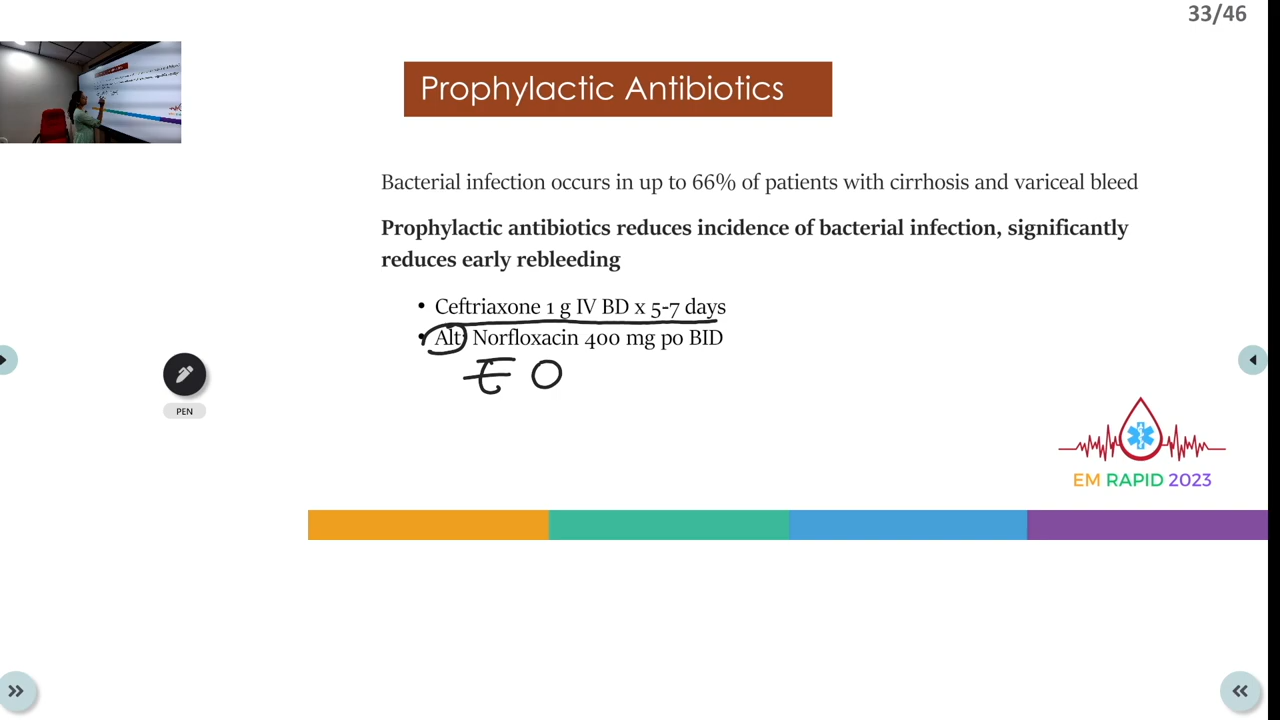 33/46
Prophylactic Antibiotics
Bacterial infection occurs in up to 66% of patients with cirrhosis and variceal bleed
Prophylactic antibiotics reduces incidence of bacterial infection, significantly
reduces early rebleeding
• Ceftriaxone 1 g IV BD x 5-7 days
• Alt: Norfloxacin 400 mg po BID
PEN
EM RAPID 2023